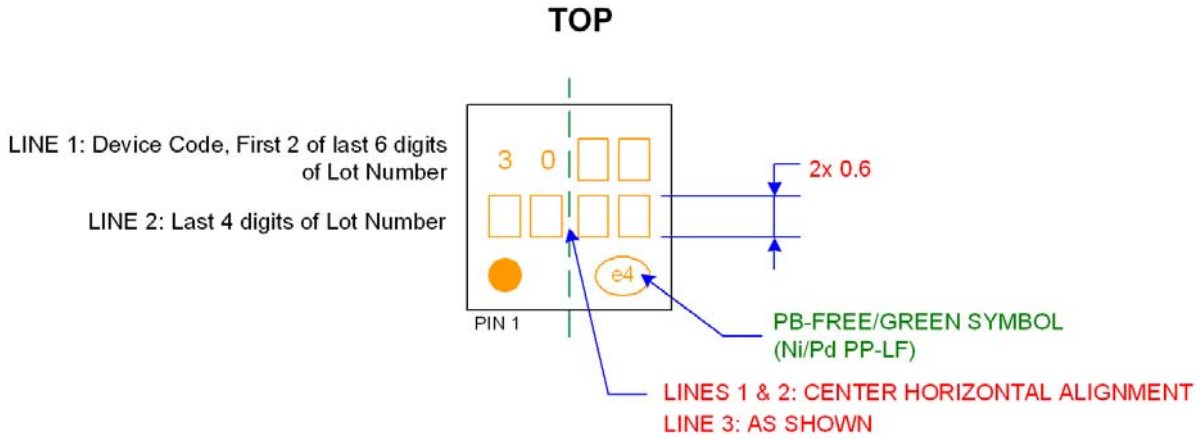 TOP
LINE 1: Device Code, First 2 of last 6 digits
of Lot Number
3 0
2x 0.6
LINE 2: Last 4 digits of Lot Number
e4
PIN 1
PB-FREE/GREEN SYMBOL
(Ni/Pd PP-LF)
LINES 1 & 2: CENTER HORIZONTAL ALIGNMENT
LINE 3: AS SHOWN